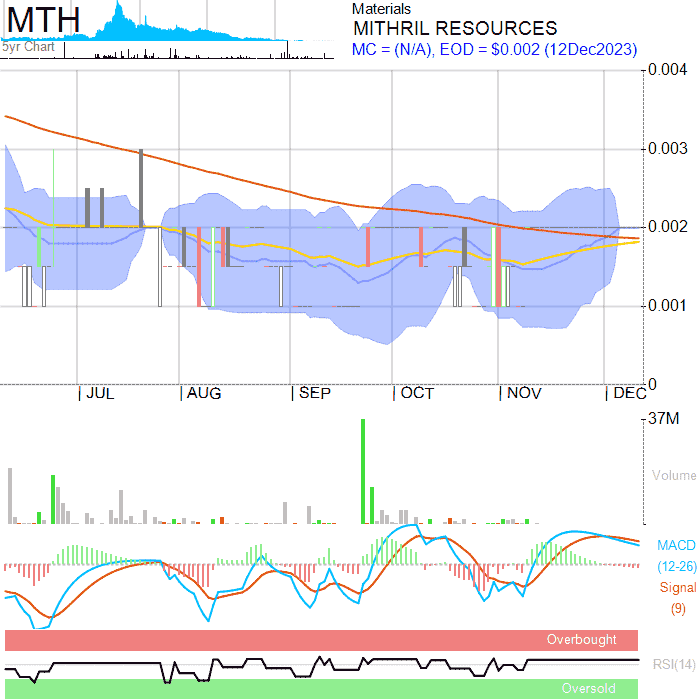 MTH
5yr Chart
Materials
MITHRIL RESOURCES
MC = (N/A), EOD = $0.002 (12Dec2023)
0.004
0.003
0.002
0.001
0
JUL AUG SEP OCT NOV DEC
37M
Volume
MACD
(12-26)
Signal
(9)
Overbought
RSI(14)
Oversold